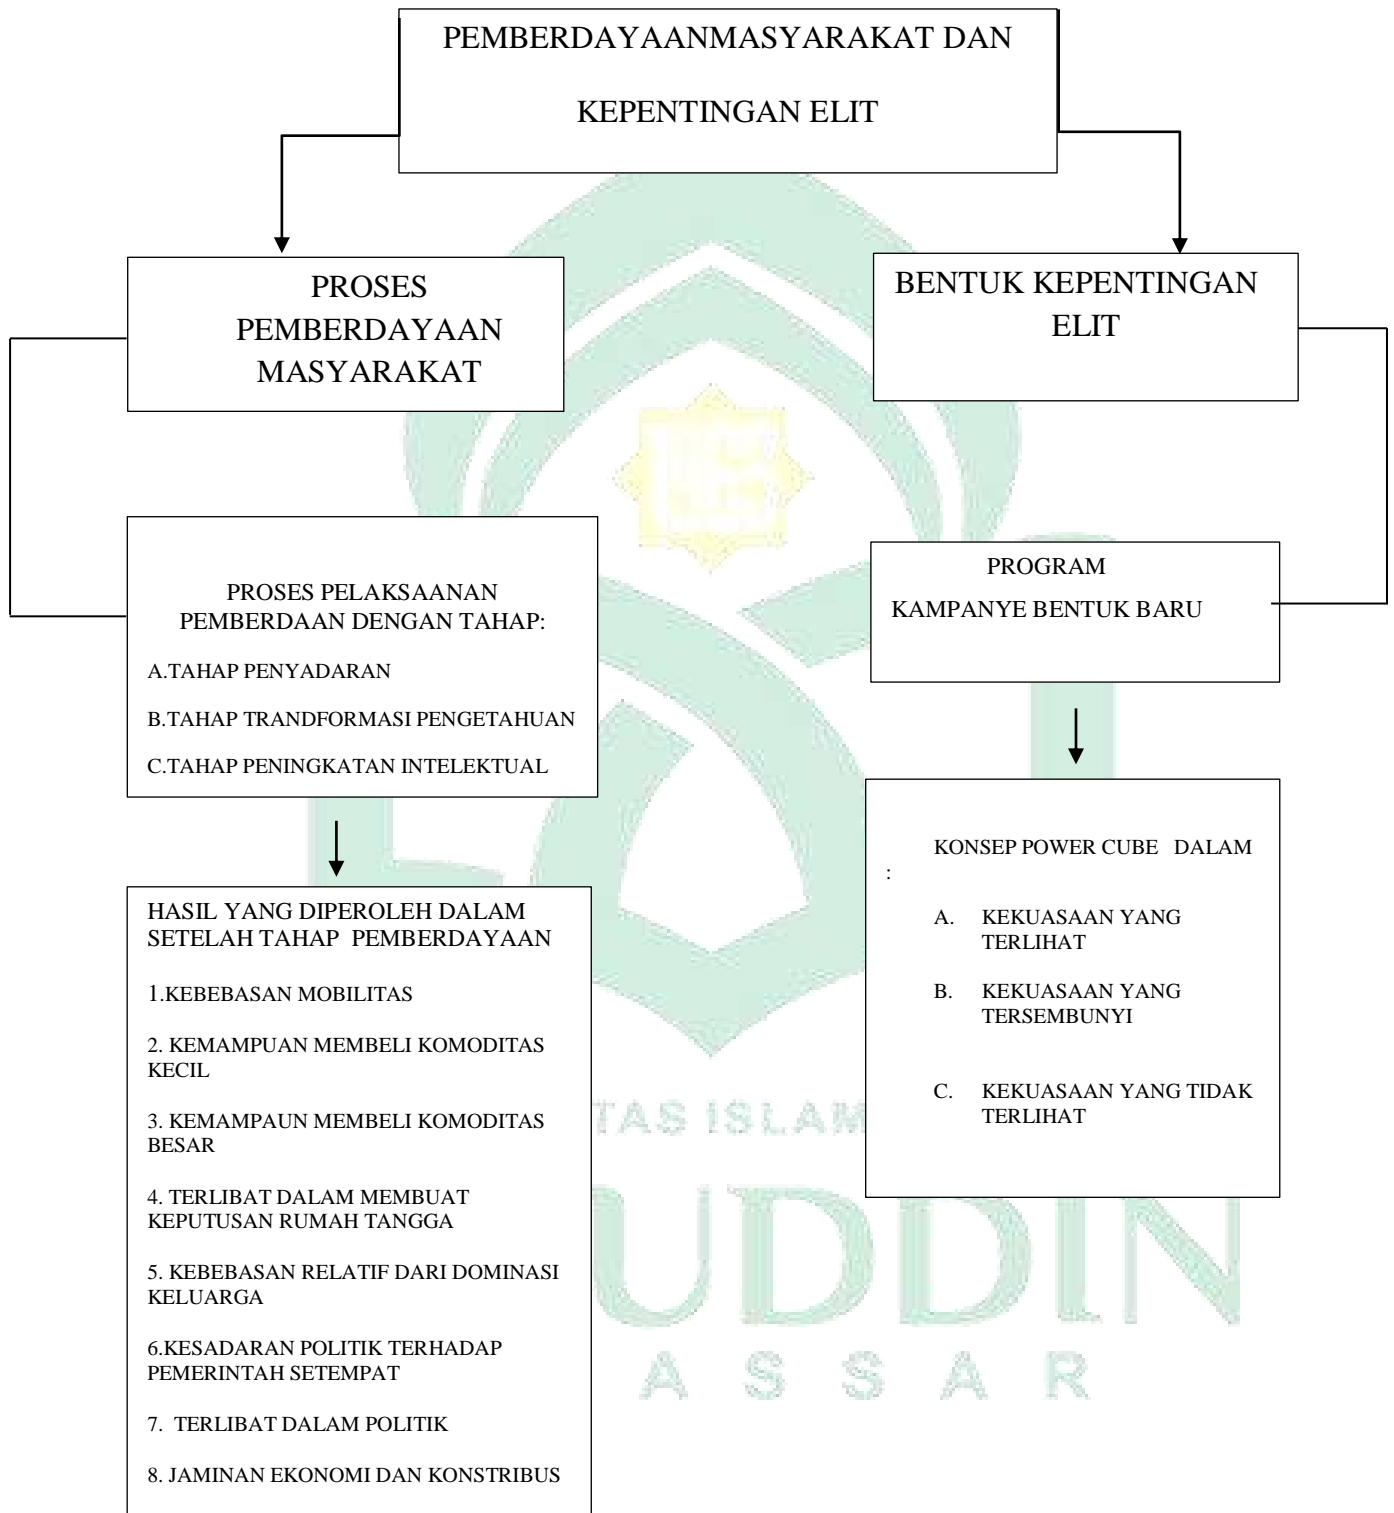 PEMBERDAYAANMASYARAKAT DAN
KEPENTINGAN ELIT
PROSES
PEMBERDAYAAN
MASYARAKAT
BENTUK KEPENTINGAN
ELIT
PROSES PELAKSAANAN
PEMBERDAAN DENGAN TAHAP:
A.TAHAP PENYADARAN
B.TAHAP TRANDFORMASI PENGETAHUAN
C.TAHAP PENINGKATAN INTELEKTUAL
PROGRAM
KAMPANYE BENTUK BARU
HASIL YANG DIPEROLEH DALAM
SETELAH TAHAP PEMBERDAYAAN
1.KEBEBASAN MOBILITAS
2. KEMAMPUAN MEMBELI KOMODITAS
KECIL
3. KEMAMPAUN MEMBELI KOMODITAS
BESAR
4. TERLIBAT DALAM MEMBUAT
KEPUTUSAN RUMAH TANGGA
5. KEBEBASAN RELATIF DARI DOMINASI
KELUARGA
6.KESADARAN POLITIK TERHADAP
PEMERINTAH SETEMPAT
7. TERLIBAT DALAM POLITIK
8. JAMINAN EKONOMI DAN KONSTRIBUS
KONSEP POWER CUBE DALAM
:
A. KEKUASAAN YANG
TERLIHAT
B. KEKUASAAN YANG
TERSEMBUNYI
C. KEKUASAAN YANG TIDAK
TERLIHAT
TAS ISLAM
UDDIN
ASSAR